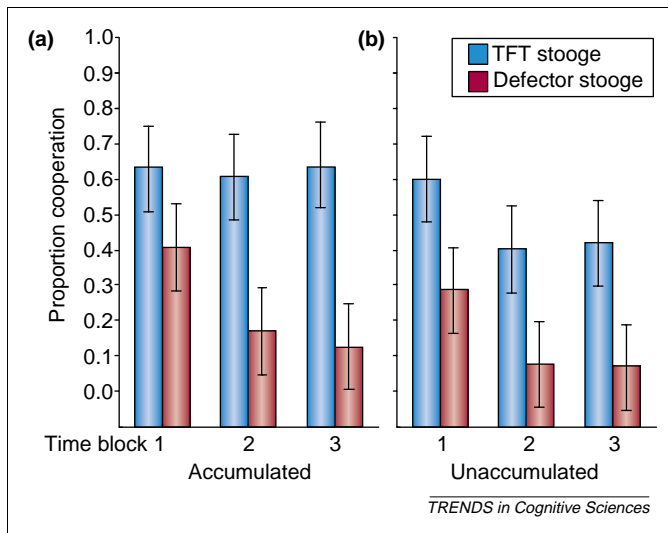 (a)
(b)
TFT stooge
Defector stooge
Proportion cooperation
1.0
0.9
0.8
0.7
0.6
0.5
0.4
0.3
0.2
0.1
0.0
Time block 1 2 3
1 2 3
Accumulated
Unaccumulated
TRENDS in Cognitive Sciences